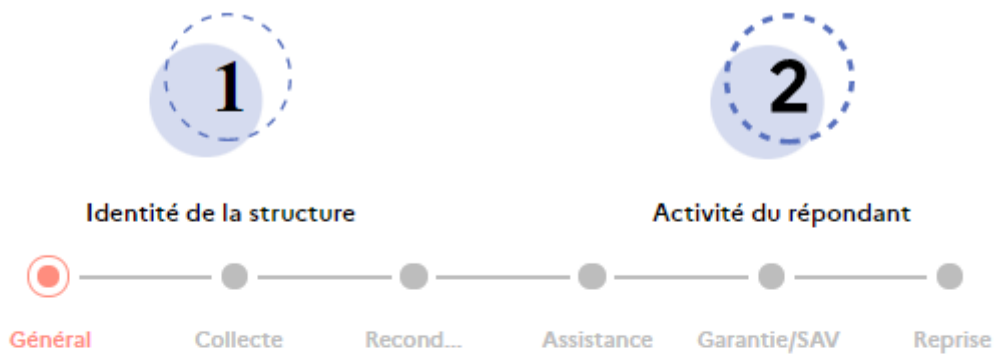 1
2
Identité de la structure
Activité du répondant
Général
Collecte
Recond...
Assistance
Garantie/SAV
Reprise